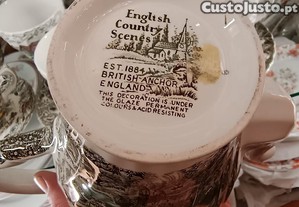 Custojusto.pt
English
Country
Scenes
EST. 1884
BRITISH ANCHOR
ENGLAND
THIS DECORATION IS UNDER
THE GLAZE PERMANENT
COLOURS & ACID RESISTING